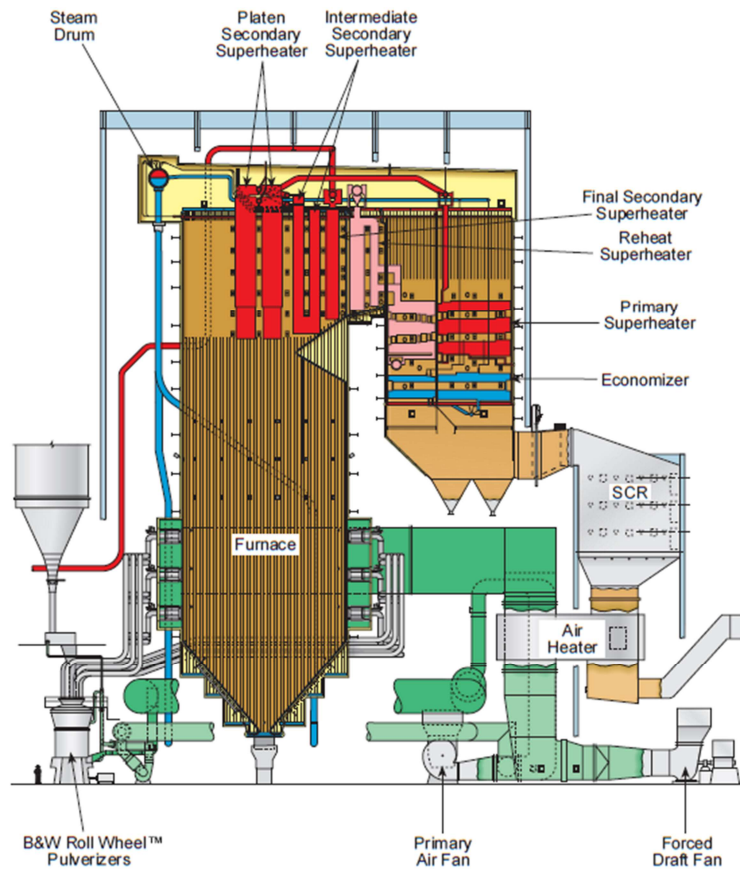 Steam
Drum
Platen
Secondary
Superheater
Intermediate
Secondary
Superheater
Final Secondary
Superheater
Reheat
Superheater
Primary
Superheater
Economizer
SCR
Furnace
Air
Heater
B&W Roll Wheel™
Pulverizers
Primary
Air Fan
Forced
Draft Fan